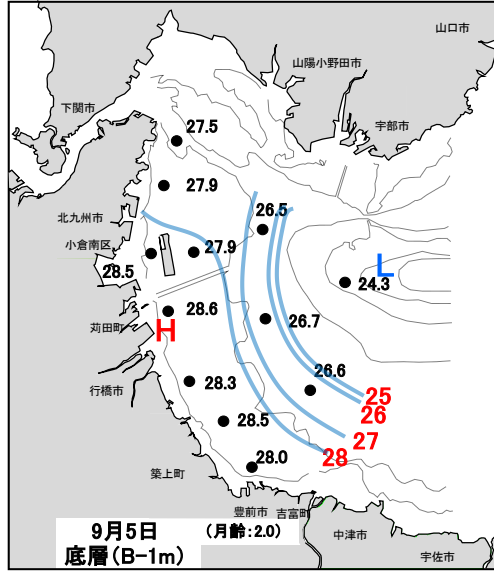 山口市
山陽小野田市
下関市
宇部市
27.5
27.9
北九州市
小倉南区
26.5
27.9
28.5
L
24.3
28.6
苅田町
H
26.7
行橋市
28.3
26.6
25
26
28.5
27
28
28.0
築上町
豊前市
吉富町
中津市
宇佐市
9月5日
(月齢:2.0)
底層(B-1m)